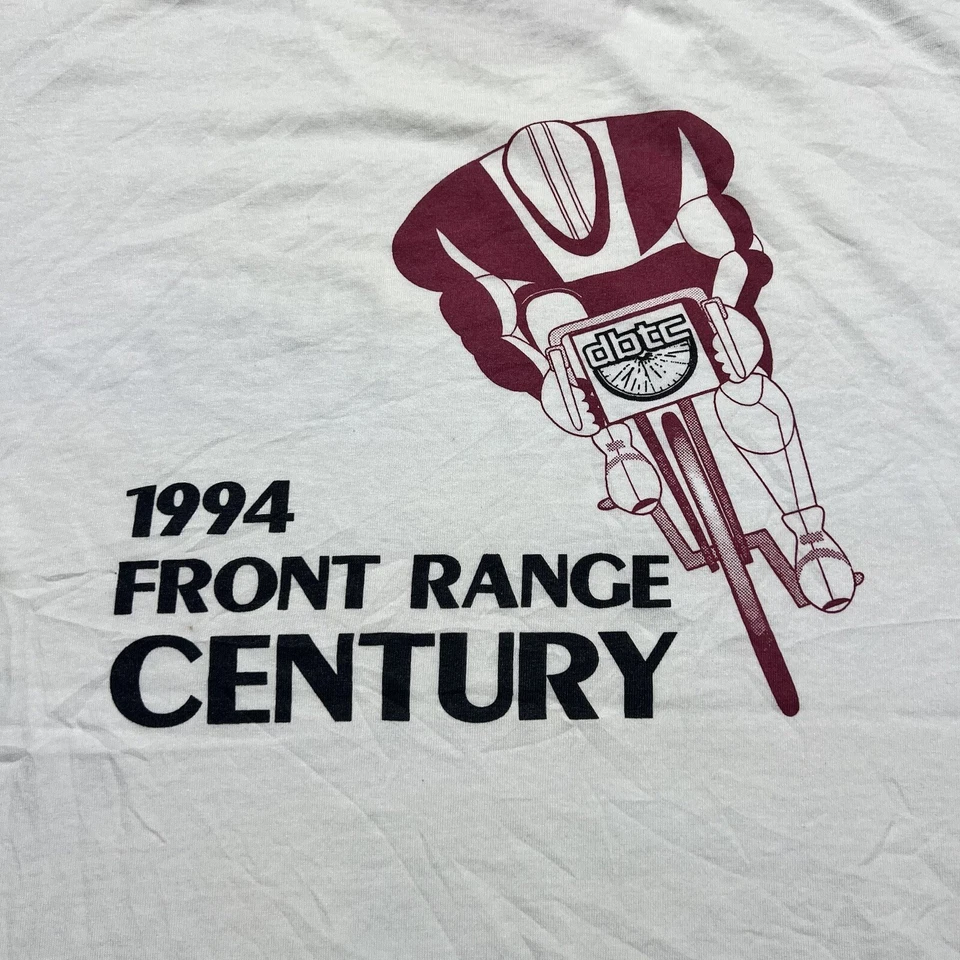 dbtc
1994
FRONT RANGE
CENTURY